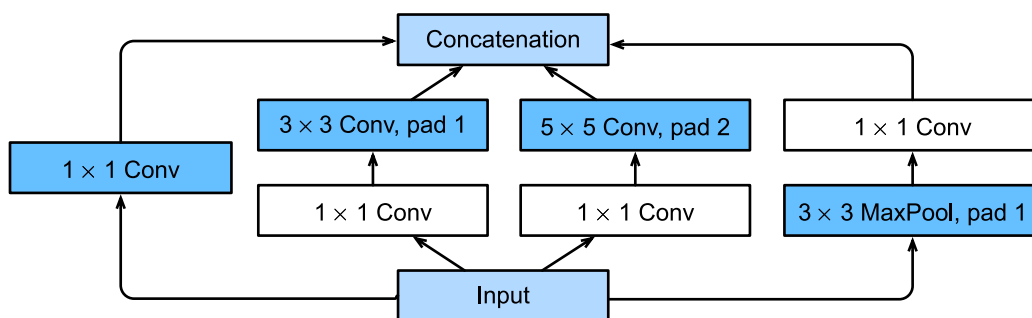 Concatenation
3 × 3 Conv, pad 1
5 × 5 Conv, pad 2
1 × 1 Conv
1 × 1 Conv
1 × 1 Conv
1 × 1 Conv
3 × 3 MaxPool, pad 1
Input